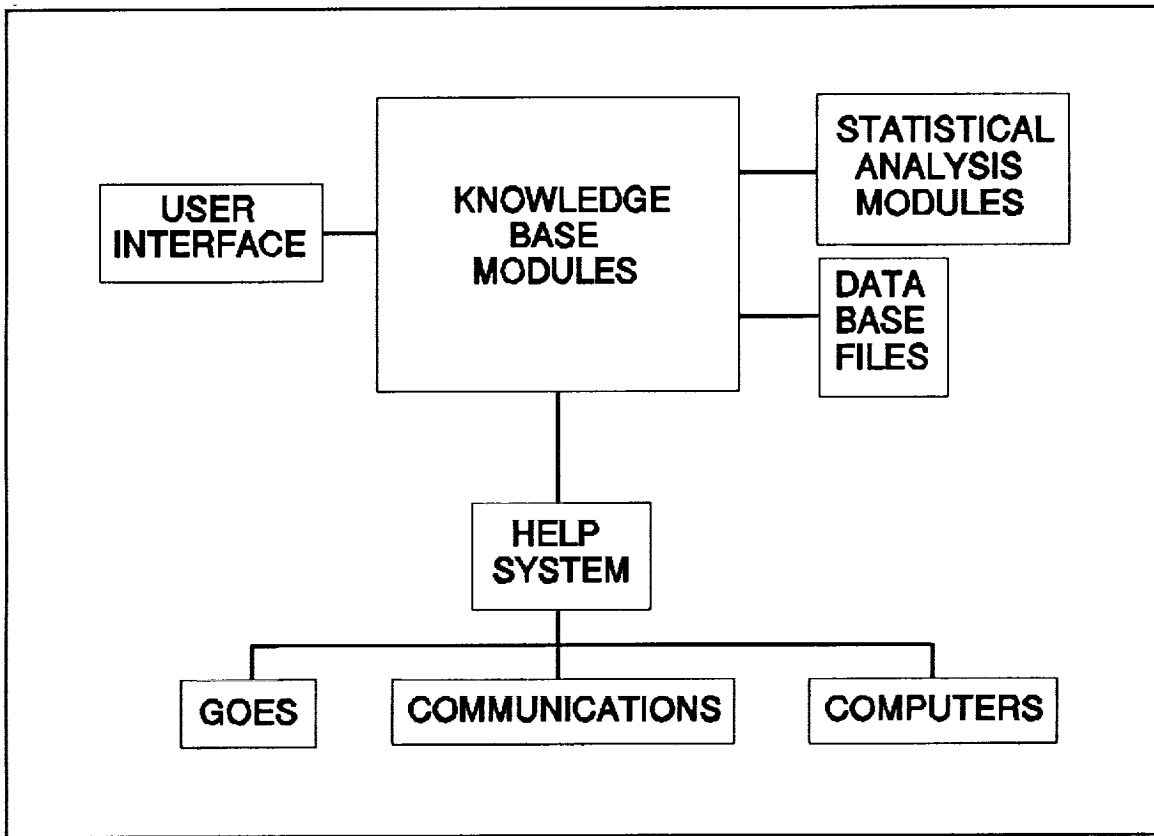 USER
INTERFACE
KNOWLEDGE
BASE
MODULES
STATISTICAL
ANALYSIS
MODULES
DATA
BASE
FILES
HELP
SYSTEM
GOES
COMMUNICATIONS
COMPUTERS